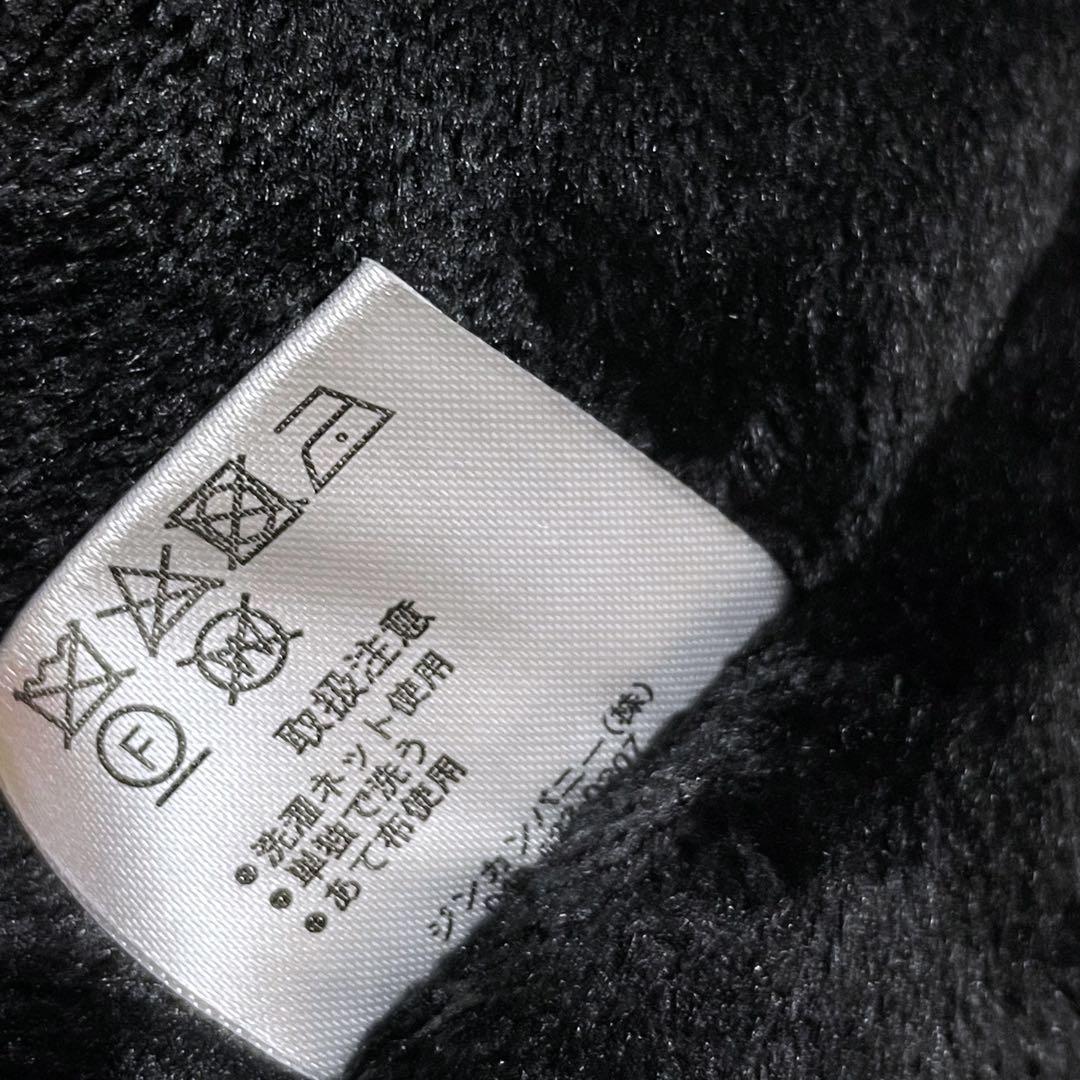 F
W
取扱注意
●洗濯ネット使用
●単独で洗う
●あて布使用
ジンカンパニー(株)